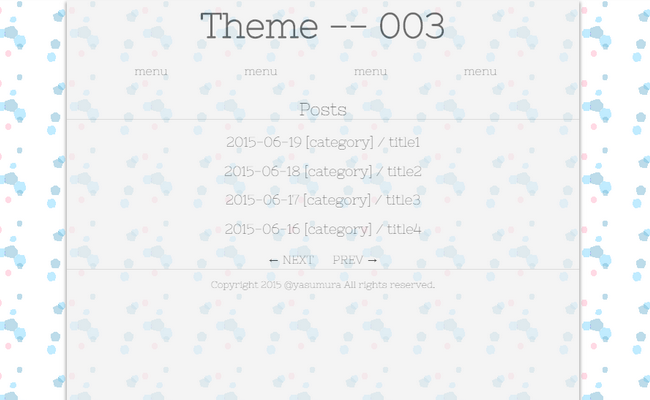 Theme -- 003
menu menu menu menu
Posts
2015-06-19 [category] / title1
2015-06-18 [category] / title2
2015-06-17 [category] / title3
2015-06-16 [category] / title4
← NEXT PREV →
Copyright 2015 @yasumura All rights reserved.